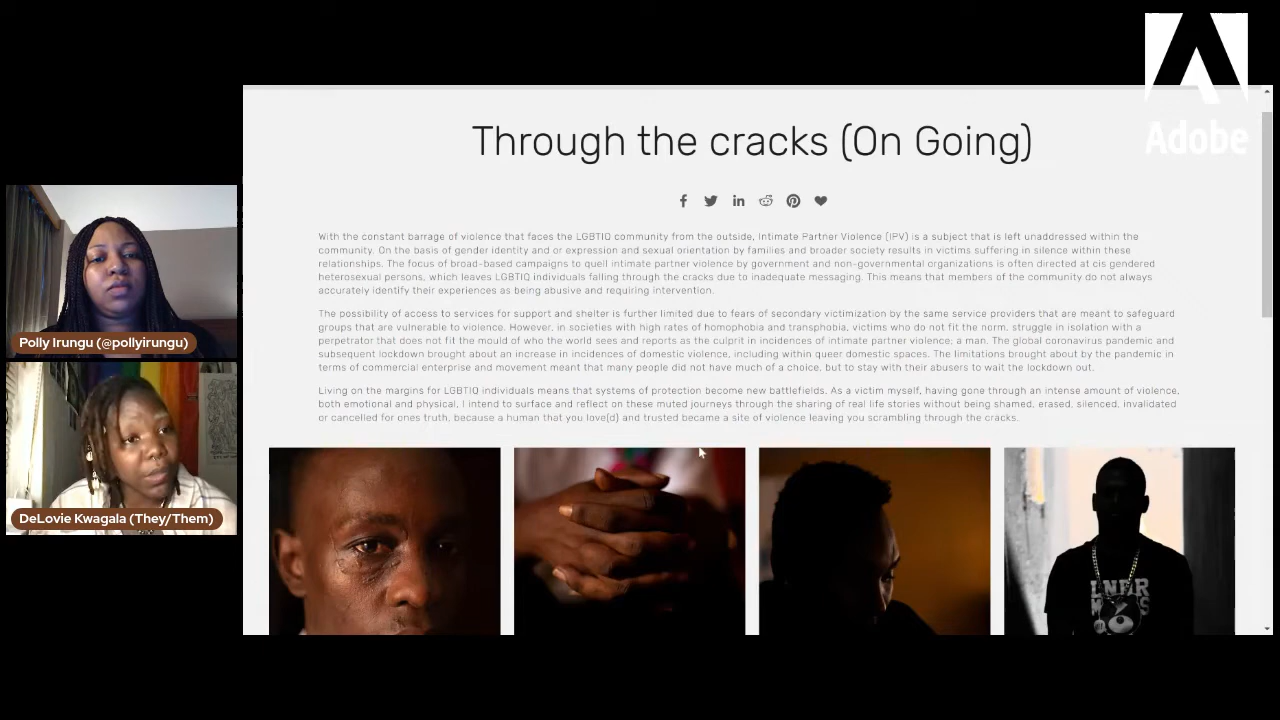 Adobe
Through the cracks (On Going)
With the constant barrage of violence that faces the LGBTIQ community from the outside, Intimate Partner Violence (IPV) is a subject that is left unaddressed within the
community. On the basis of gender identity and or expression and sexual orientation by families and broader society results in victims suffering in silence within these
relationships. The focus of broad-based campaigns to quell intimate partner violence by government and non-governmental organizations is often directed at cis gendered
heterosexual persons, which leaves LGBTIQ individuals falling through the cracks due to inadequate messaging. This means that members of the community do not always
accurately identify their experiences as being abusive and requiring intervention.
The possibility of access to services for support and shelter is further limited due to fears of secondary victimization by the same service providers that are meant to safeguard
groups that are vulnerable to violence. However, in societies with high rates of homophobia and transphobia, victims who do not fit the norm, struggle in isolation with a
perpetrator that does not fit the mould of who the world sees and reports as the culprit in incidences of intimate partner violence; a man. The global coronavirus pandemic and
subsequent lockdown brought about an increase in incidences of domestic violence, including within queer domestic spaces. The limitations brought about by the pandemic in
terms of commercial enterprise and movement meant that many people did not have much of a choice, but to stay with their abusers to wait the lockdown out.
Living on the margins for LGBTIQ individuals means that systems of protection become new battlefields. As a victim myself, having gone through an intense amount of violence,
both emotional and physical, I intend to surface and reflect on these muted journeys through the sharing of real life stories without being shamed, erased, silenced, invalidated
or cancelled for ones truth, because a human that you love(d) and trusted became a site of violence leaving you scrambling through the cracks.
Polly Irungu (@pollyirungu)
DeLovie Kwagala (They/Them)